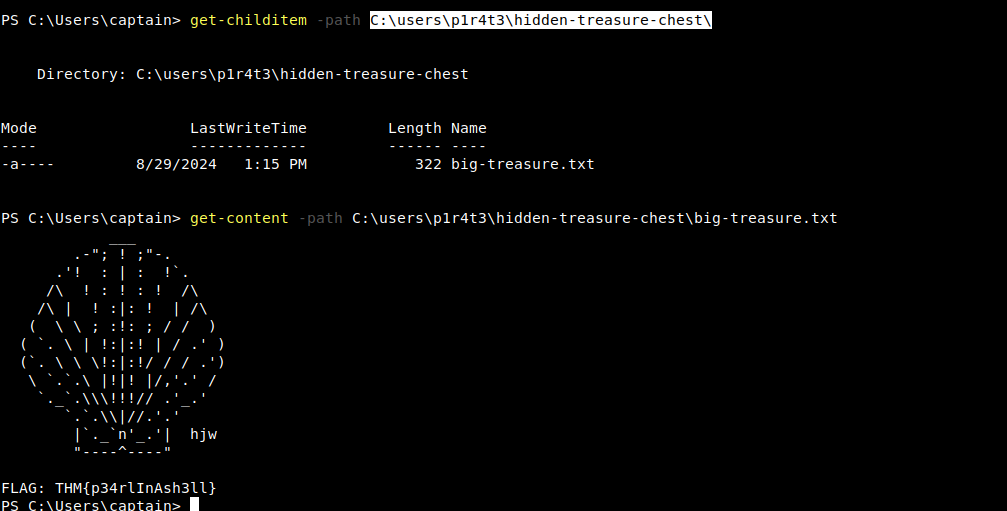 PS C:\Users\captain> get-childitem -path C:\users\p1r4t3\hidden-treasure-chest\
    Directory: C:\users\p1r4t3\hidden-treasure-chest
Mode                 LastWriteTime         Length Name
----                 -------------         ------ ----
-a----         8/29/2024   1:15 PM            322 big-treasure.txt
PS C:\Users\captain> get-content -path C:\users\p1r4t3\hidden-treasure-chest\big-treasure.txt
            ___
        .-"; ! ;"-.
      .'!  : | :  !`.
     /\  ! : ! : !  /\
    /\ |  ! :|: !  | /\
   (  \ \ ; :!: ; / /  )
  ( `. \ | !:|:! | / .' )
  (`. \ \ \!:|:!/ / / .')
   \ `.`.\ |!|! |/,'.' /
    `._`.\\\!!!// .'_.'
       `.`.\\|//.'.'
        |`._`n'_.'|  hjw
        "----^----"
FLAG: THM{p34rlInAsh3ll}
PS C:\Users\captain>